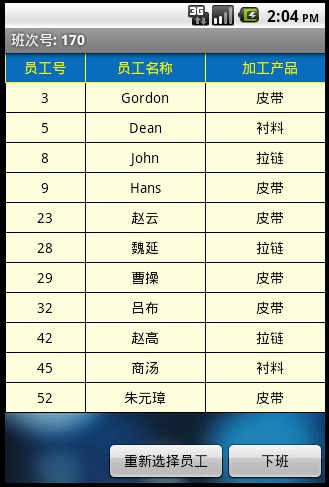 3G 2:04 PM
班次号: 170
员工号 员工名称 加工产品
3 Gordon 皮带
5 Dean 衬料
8 John 拉链
9 Hans 皮带
23 赵云 皮带
28 魏延 拉链
29 曹操 皮带
32 吕布 皮带
42 赵高 拉链
45 商汤 衬料
52 朱元璋 皮带
重新选择员工 下班